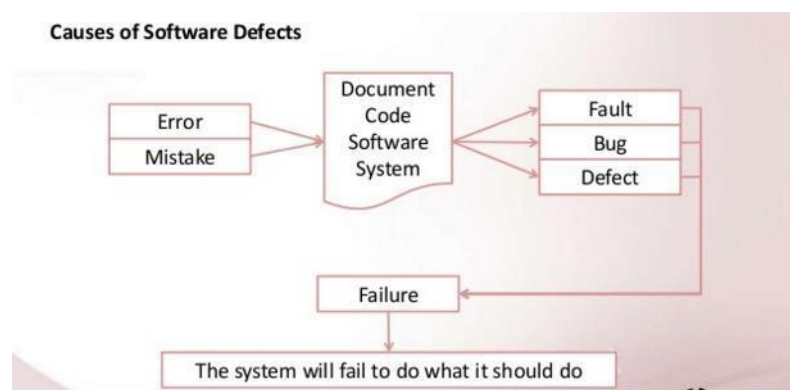 Causes of Software Defects
Error
Mistake
Document
Code
Software
System
Fault
Bug
Defect
Failure
The system will fail to do what it should do